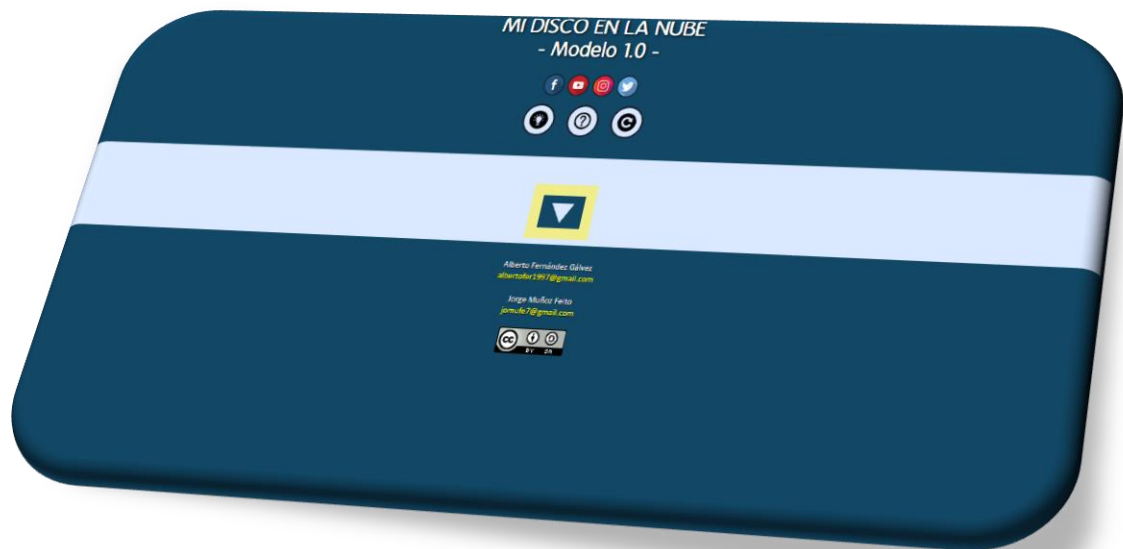 MI DISCO EN LA NUBE
- Modelo 1.0 -
Alberto Fernández Gálvez
albertofer1997@gmail.com
Jorge Muñoz Feito
jomufe7@gmail.com
cc
BY SA